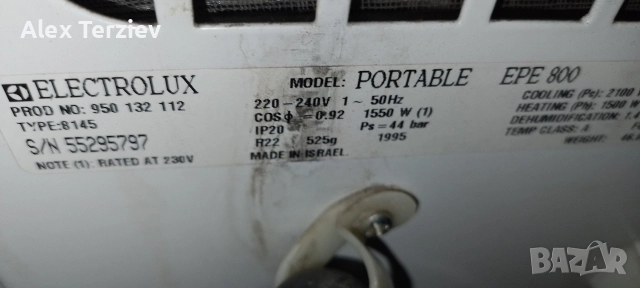 Alex Terziev
ELECTROLUX MODEL: PORTABLE EPE 800
PROD NO: 950 132 112 220-240V 1~ 50Hz COOLING (Pc): 2100
TYPE: 8145 COSϕ =0.92 1550 W (1) HEATING (Ph): 1500
S/N 55295797 IP20 Ps= 44 bar DEHUMIDIFICATION:
R22 525g 1995 TEMP CLASS: A
NOTE (1): RATED AT 230V MADE IN ISRAEL WEIGHT:
BAZAR